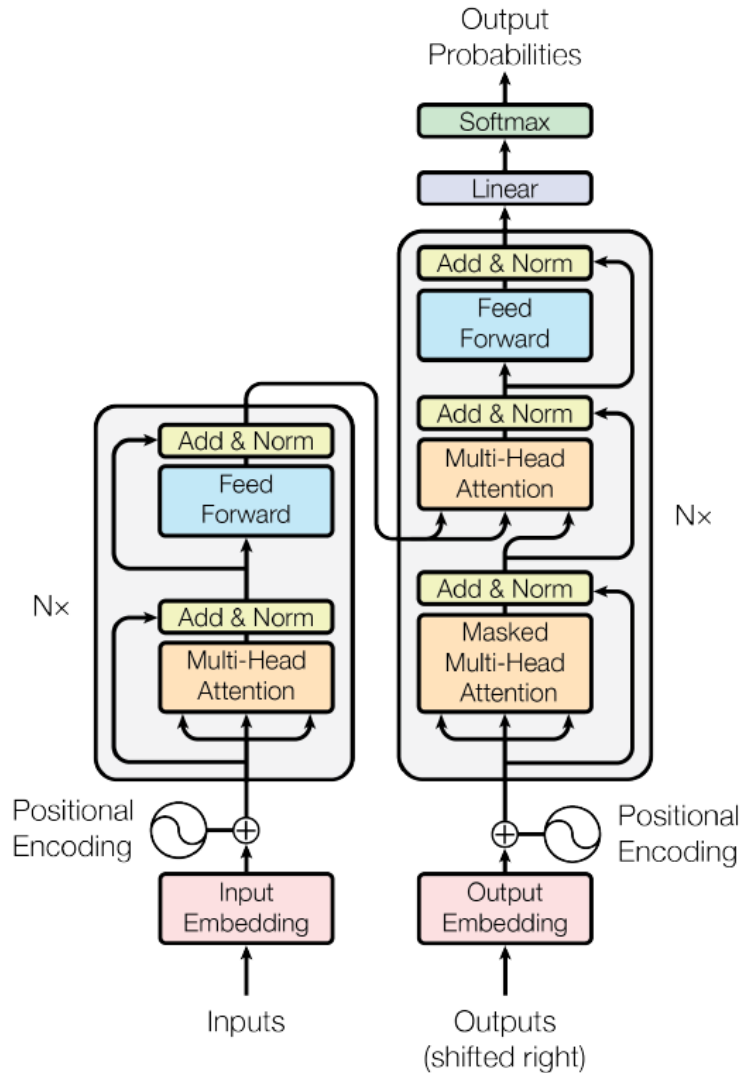 Output
Probabilities
Softmax
Linear
Add & Norm
Feed
Forward
Add & Norm
Multi-Head
Attention
Add & Norm
Masked
Multi-Head
Attention
N×
Add & Norm
Feed
Forward
Add & Norm
Multi-Head
Attention
N×
Positional
Encoding
Positional
Encoding
Input
Embedding
Output
Embedding
Inputs
Outputs
(shifted right)